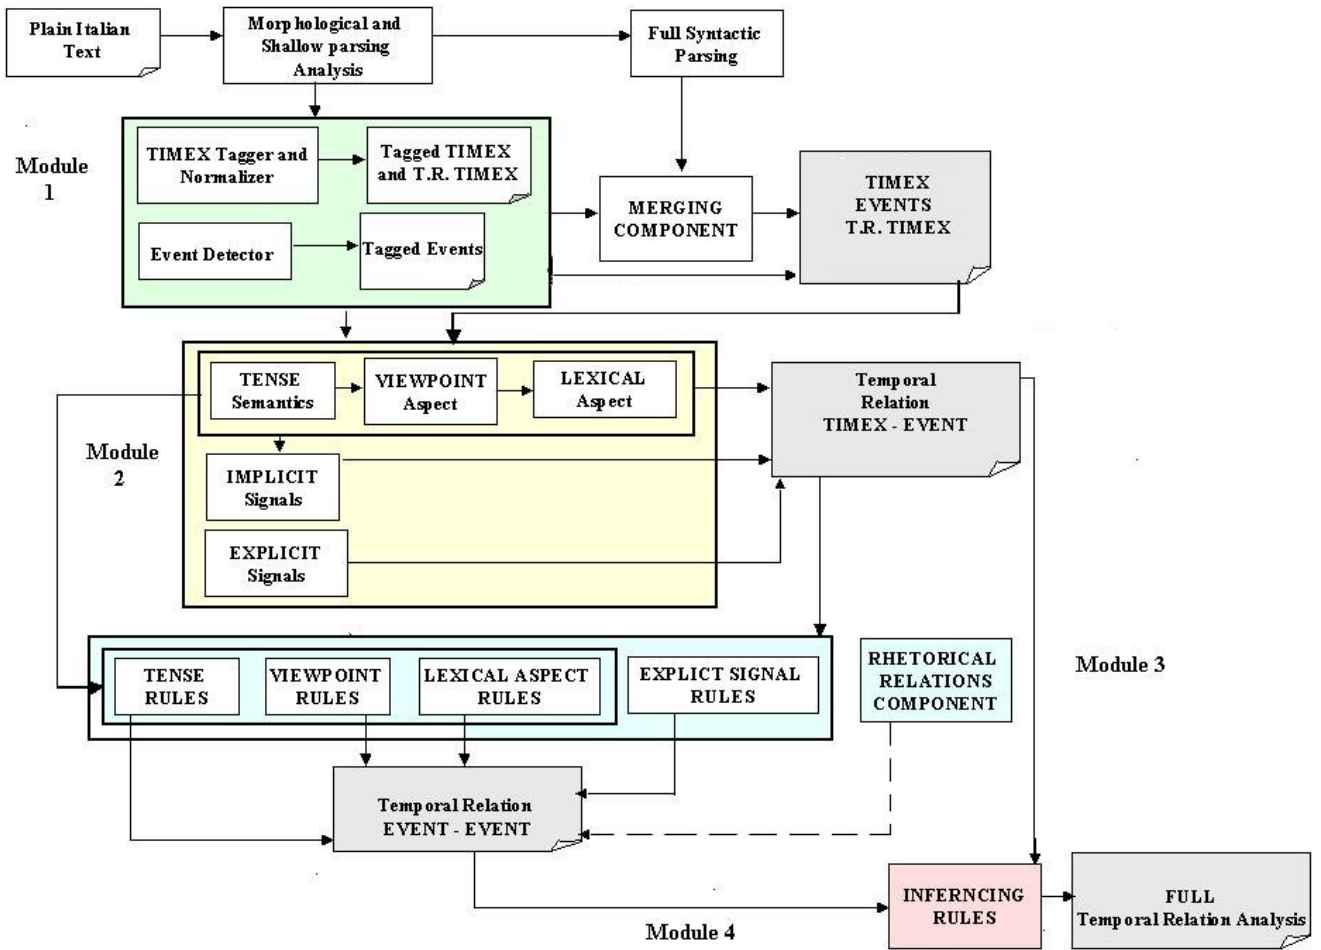 Plain Italian
Text
Morphological and
Shallow parsing
Analysis
Full Syntactic
Parsing
Module
1
TIMEX Tagger and
Normalizer
Tagged TIMEX
and T.R. TIMEX
Event Detector
Tagged Events
MERGING
COMPONENT
TIMEX
EVENTS
T.R. TIMEX
Module
2
TENSE
Semantics
VIEWPOINT
Aspect
LEXICAL
Aspect
IMPLICIT
Signals
EXPLICIT
Signals
Temporal
Relation
TIMEX - EVENT
TENSE
RULES
VIEWPOINT
RULES
LEXICAL ASPECT
RULES
EXPLICT SIGNAL
RULES
RHETORICAL
RELATIONS
COMPONENT
Module 3
Temporal Relation
EVENT - EVENT
Module 4
INFERNCING
RULES
FULL
Temporal Relation Analysis